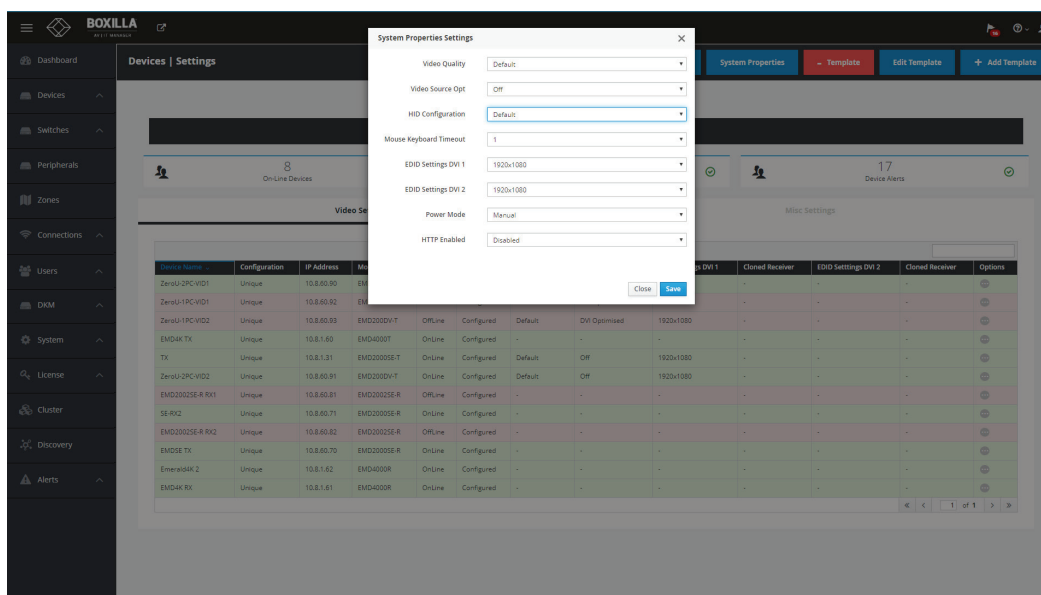 BOXILLA
Dashboard
Devices
Switches
Peripherals
Zones
Connections
Users
DKM
System
License
Cluster
Discovery
Alerts
Devices | Settings
System Properties
Template
Edit Template
+ Add Template
8
On-Line Devices
17
Device Alerts
Video Se
Misc Settings
System Properties Settings
Video Quality Default
Video Source Opt Off
HID Configuration Default
Mouse Keyboard Timeout 1
EDID Settings DVI 1 1920x1080
EDID Settings DVI 2 1920x1080
Power Mode Manual
HTTP Enabled Disabled
Close Save
Device Name Configuration IP Address Mo gs DVI 1 Cloned Receiver EDID Setttings DVI 2 Cloned Receiver Options
ZeroU-2PC-VID1 Unique 10.8.60.90 EM - - -
ZeroU-1PC-VID1 Unique 10.8.60.92 EM - - -
ZeroU-1PC-VID2 Unique 10.8.60.93 EMD200DV-T OffLine Configured Default DVI Optimised 1920x1080 - - -
EMD4K TX Unique 10.8.1.60 EMD4000T OnLine Configured - - - - - -
TX Unique 10.8.1.31 EMD2000SE-T OnLine Configured Default Off 1920x1080 - - -
ZeroU-2PC-VID2 Unique 10.8.60.91 EMD200DV-T OnLine Configured Default Off 1920x1080 - - -
EMD2002SE-R RX1 Unique 10.8.60.81 EMD2002SE-R OffLine Configured - - - - - -
SE-RX2 Unique 10.8.60.71 EMD2000SE-R OnLine Configured - - - - - -
EMD2002SE-R RX2 Unique 10.8.60.82 EMD2002SE-R OffLine Configured - - - - - -
EMDSE TX Unique 10.8.60.70 EMD2000SE-R OnLine Configured - - - - - -
Emerald4K 2 Unique 10.8.1.62 EMD4000R OnLine Configured - - - - - -
EMD4K RX Unique 10.8.1.61 EMD4000R OnLine Configured - - - - - -
1 of 1